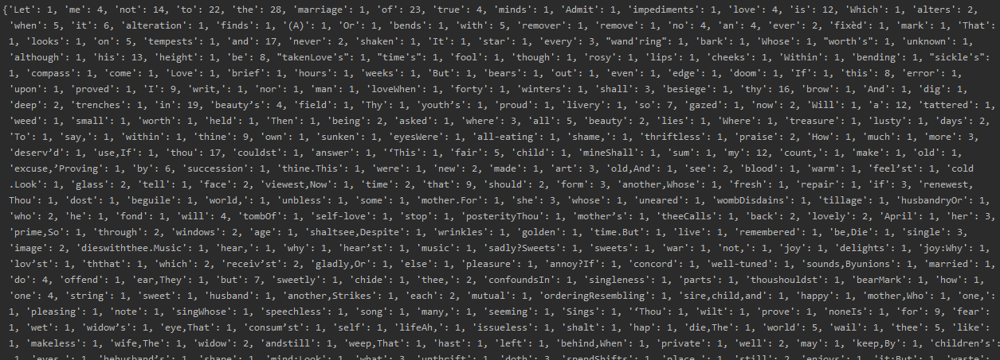 {'Let': 1, 'me': 4, 'not': 14, 'to': 22, 'the': 28, 'marriage': 1, 'of': 23, 'true': 4, 'minds': 1, 'Admit': 1, 'impediments': 1, 'love': 4, 'is': 12, 'Which': 1, 'alters': 2,
'when': 5, 'it': 6, 'alteration': 1, 'finds': 1, '(A)': 1, 'Or': 1, 'bends': 1, 'with': 5, 'remover': 1, 'remove': 1, 'no': 4, 'an': 4, 'ever': 2, 'fixèd': 1, 'mark': 1, 'That':
1, 'looks': 1, 'on': 5, 'tempests': 1, 'and': 17, 'never': 2, 'shaken': 1, 'It': 1, 'star': 1, 'every': 3, "wand'ring": 1, 'bark': 1, 'Whose': 1, "worth's": 1, 'unknown': 1,
'although': 1, 'his': 13, 'height': 1, 'be': 8, "takenLove's": 1, "time's": 1, 'fool': 1, 'though': 1, 'rosy': 1, 'lips': 1, 'cheeks': 1, 'Within': 1, 'bending': 1, "sickle's":
1, 'compass': 1, 'come': 1, 'Love': 1, 'brief': 1, 'hours': 1, 'weeks': 1, 'But': 1, 'bears': 1, 'out': 1, 'even': 1, 'edge': 1, 'doom': 1, 'If': 1, 'this': 8, 'error': 1,
'upon': 1, 'proved': 1, 'I': 9, 'writ,': 1, 'nor': 1, 'man': 1, 'loveWhen': 1, 'forty': 1, 'winters': 1, 'shall': 3, 'besiege': 1, 'thy': 16, 'brow': 1, 'And': 1, 'dig': 1,
'deep': 2, 'trenches': 1, 'in': 19, 'beauty’s': 4, 'field': 1, 'Thy': 1, 'youth’s': 1, 'proud': 1, 'livery': 1, 'so': 7, 'gazed': 1, 'now': 2, 'Will': 1, 'a': 12, 'tattered': 1,
'weed': 1, 'small': 1, 'worth': 1, 'held': 1, 'Then': 1, 'being': 2, 'asked': 1, 'where': 3, 'all': 5, 'beauty': 2, 'lies': 1, 'Where': 1, 'treasure': 1, 'lusty': 1, 'days': 2,
'To': 1, 'say,': 1, 'within': 1, 'thine': 9, 'own': 1, 'sunken': 1, 'eyesWere': 1, 'all-eating': 1, 'shame,': 1, 'thriftless': 1, 'praise': 2, 'How': 1, 'much': 1, 'more': 3,
'deserv’d': 1, 'use,If': 1, 'thou': 17, 'couldst': 1, 'answer': 1, '‘This': 1, 'fair': 5, 'child': 1, 'mineShall': 1, 'sum': 1, 'my': 12, 'count,': 1, 'make': 1, 'old': 1,
'excuse,’Proving': 1, 'by': 6, 'succession': 1, 'thine.This': 1, 'were': 1, 'new': 2, 'made': 1, 'art': 3, 'old,And': 1, 'see': 2, 'blood': 1, 'warm': 1, 'feel’st': 1, 'cold
.Look': 1, 'glass': 2, 'tell': 1, 'face': 2, 'viewest,Now': 1, 'time': 2, 'that': 9, 'should': 2, 'form': 3, 'another,Whose': 1, 'fresh': 1, 'repair': 1, 'if': 3, 'renewest,
Thou': 1, 'dost': 1, 'beguile': 1, 'world,': 1, 'unbless': 1, 'some': 1, 'mother.For': 1, 'she': 3, 'whose': 1, 'uneared': 1, 'wombDisdains': 1, 'tillage': 1, 'husbandryOr': 1,
'who': 2, 'he': 1, 'fond': 1, 'will': 4, 'tombOf': 1, 'self-love': 1, 'stop': 1, 'posterityThou': 1, 'mother’s': 1, 'theeCalls': 1, 'back': 2, 'lovely': 2, 'April': 1, 'her': 3,
'prime,So': 1, 'through': 2, 'windows': 2, 'age': 1, 'shaltsee,Despite': 1, 'wrinkles': 1, 'golden': 1, 'time.But': 1, 'live': 1, 'remembered': 1, 'be,Die': 1, 'single': 3,
'image': 2, 'dieswiththee.Music': 1, 'hear,': 1, 'why': 1, 'hear’st': 1, 'music': 1, 'sadly?Sweets': 1, 'sweets': 1, 'war': 1, 'not,': 1, 'joy': 1, 'delights': 1, 'joy:Why': 1,
'lov’st': 1, 'ththat': 1, 'which': 2, 'receiv’st': 2, 'gladly,Or': 1, 'else': 1, 'pleasure': 1, 'annoy?If': 1, 'concord': 1, 'well-tuned': 1, 'sounds,Byunions': 1, 'married': 1,
'do': 4, 'offend': 1, 'ear,They': 1, 'but': 7, 'sweetly': 1, 'chide': 1, 'thee,': 2, 'confoundsIn': 1, 'singleness': 1, 'parts': 1, 'thoushouldst': 1, 'bearMark': 1, 'how': 1,
'one': 4, 'string': 1, 'sweet': 1, 'husband': 1, 'another,Strikes': 1, 'each': 2, 'mutual': 1, 'orderingResembling': 1, 'sire,child,and': 1, 'happy': 1, 'mother,Who': 1, 'one,':
1, 'pleasing': 1, 'note': 1, 'singWhose': 1, 'speechless': 1, 'song': 1, 'many,': 1, 'seeming': 1, 'Sings': 1, '‘Thou': 1, 'wilt': 1, 'prove': 1, 'noneIs': 1, 'for': 9, 'fear':
1, 'wet': 1, 'widow’s': 1, 'eye,That': 1, 'consum’st': 1, 'self': 1, 'lifeAh,': 1, 'issueless': 1, 'shalt': 1, 'hap': 1, 'die,The': 1, 'world': 5, 'wail': 1, 'thee': 5, 'like':
1, 'makeless': 1, 'wife,The': 1, 'widow': 2, 'andstill': 1, 'weep,That': 1, 'hast': 1, 'left': 1, 'behind,When': 1, 'private': 1, 'well': 2, 'may': 1, 'keep,By': 1, 'children’s':